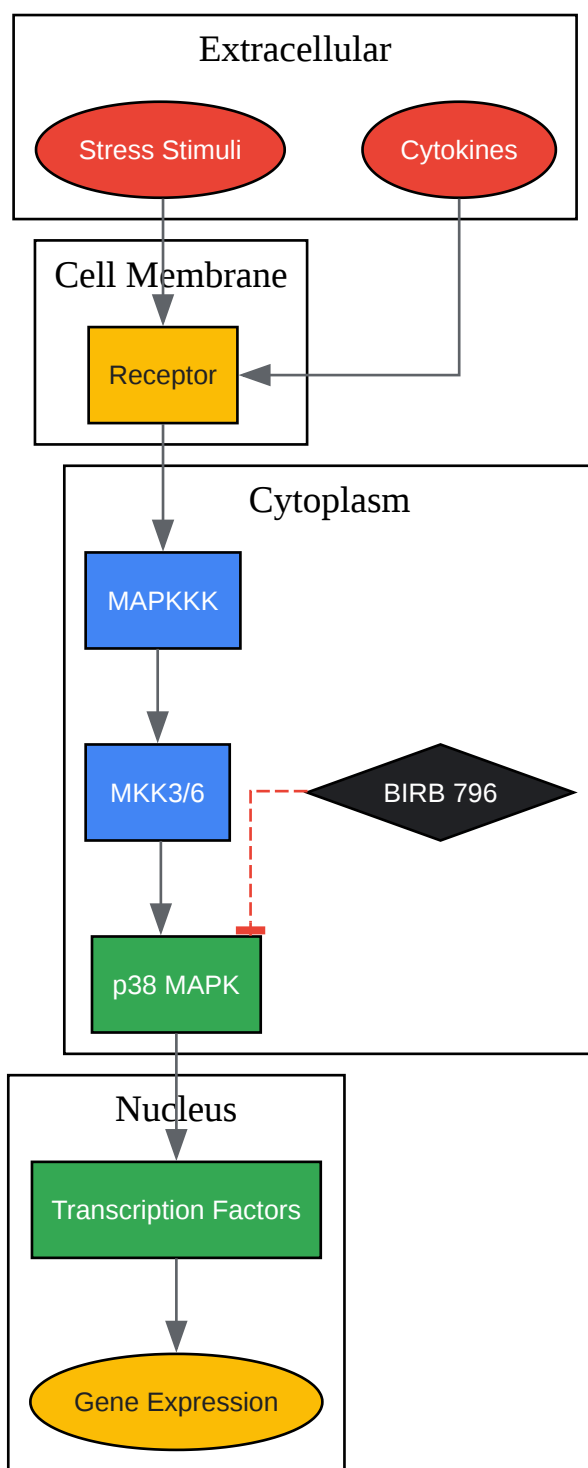 Extracellular
Stress Stimuli
Cytokines
Cell Membrane
Receptor
Cytoplasm
MAPKKK
MKK3/6
BIRB 796
p38 MAPK
Nucleus
Transcription Factors
Gene Expression